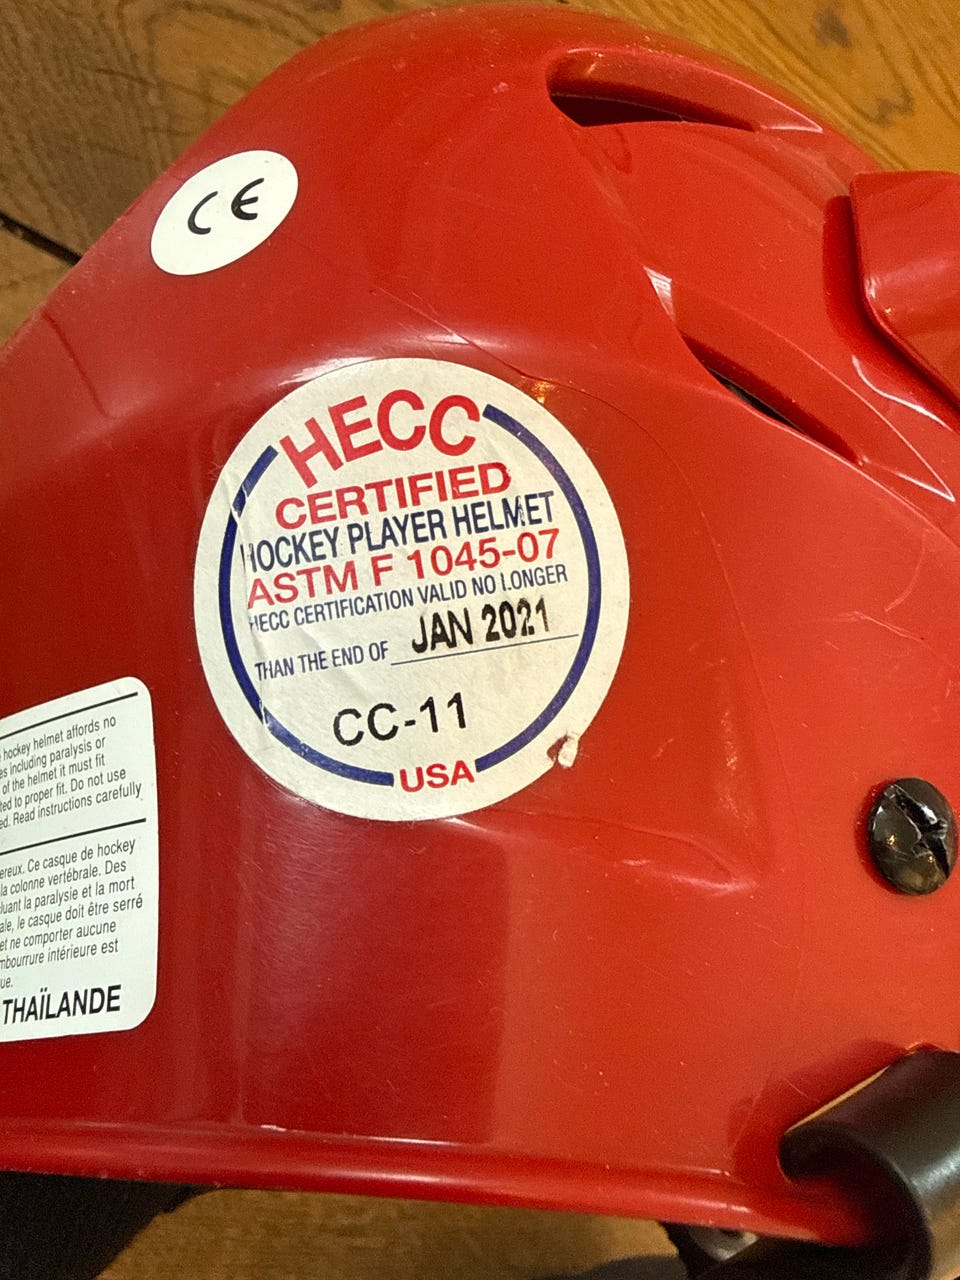 CE
HECC
CERTIFIED
HOCKEY PLAYER HELMET
ASTM F 1045-07
HECC CERTIFICATION VALID NO LONGER
THAN THE END OF JAN 2021
CC-11
USA
hockey helmet affords no
es including paralysis or
of the helmet it must fit
ted to proper fit. Do not use
ed. Read instructions carefully
ereux. Ce casque de hockey
la colonne vertébrale. Des
luant la paralysie et la mort
ale, le casque doit être serré
et ne comporter aucune
mbourrure intérieure est
ue.
THAÏLANDE